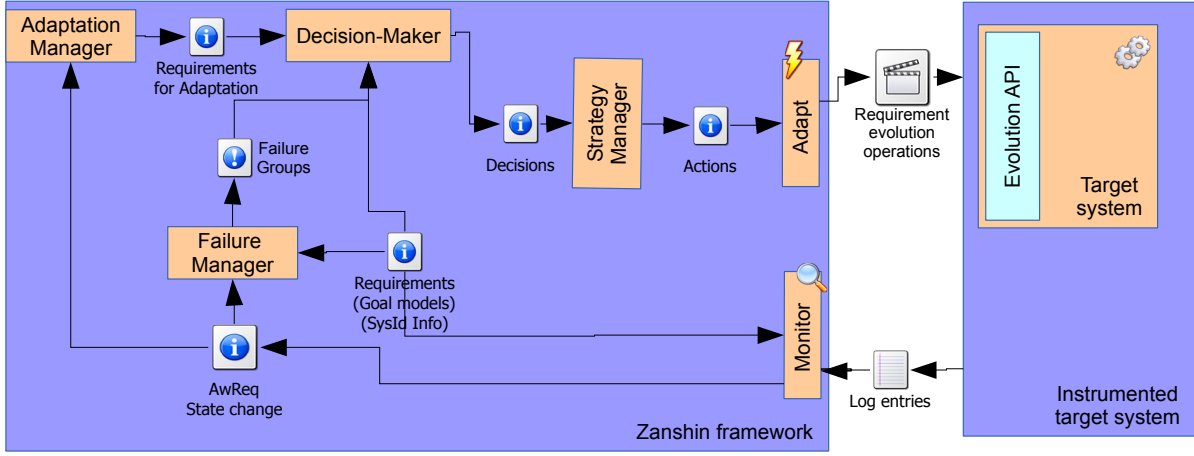 Adaptation
Manager
Requirements
for Adaptation
Decision-Maker
Failure
Groups
Failure
Manager
AwReq
State change
Requirements
(Goal models)
(SysId Info)
Decisions
Strategy
Manager
Actions
Adapt
Monitor
Zanshin framework
Requirement
evolution
operations
Log entries
Evolution API
Target
system
Instrumented
target system